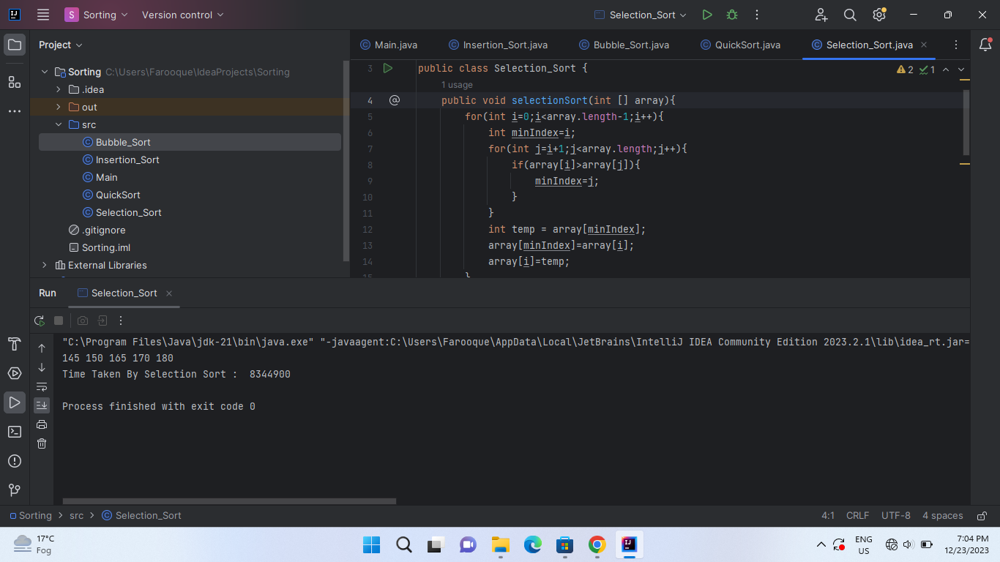 S Sorting Version control Selection_Sort
Project
Main.java Insertion_Sort.java Bubble_Sort.java QuickSort.java Selection_Sort.java
Sorting C:\Users\Farooque\IdeaProjects\Sorting
.idea
out
src
Bubble_Sort
Insertion_Sort
Main
QuickSort
Selection_Sort
.gitignore
Sorting.iml
External Libraries
3 public class Selection_Sort { 2 1
1 usage
4 @ public void selectionSort(int [] array){
5 for(int i=0;i<array.length-1;i++){
6 int minIndex=i;
7 for(int j=i+1;j<array.length;j++){
8 if(array[i]>array[j]){
9 minIndex=j;
10 }
11 }
12 int temp = array[minIndex];
13 array[minIndex]=array[i];
14 array[i]=temp;
15 }
Run Selection_Sort
"C:\Program Files\Java\jdk-21\bin\java.exe" "-javaagent:C:\Users\Farooque\AppData\Local\JetBrains\IntelliJ IDEA Community Edition 2023.2.1\lib\idea_rt.jar=
145 150 165 170 180
Time Taken By Selection Sort :  8344900
Process finished with exit code 0
Sorting > src > Selection_Sort 4:1 CRLF UTF-8 4 spaces
17°C
Fog
ENG
US
7:04 PM
12/23/2023